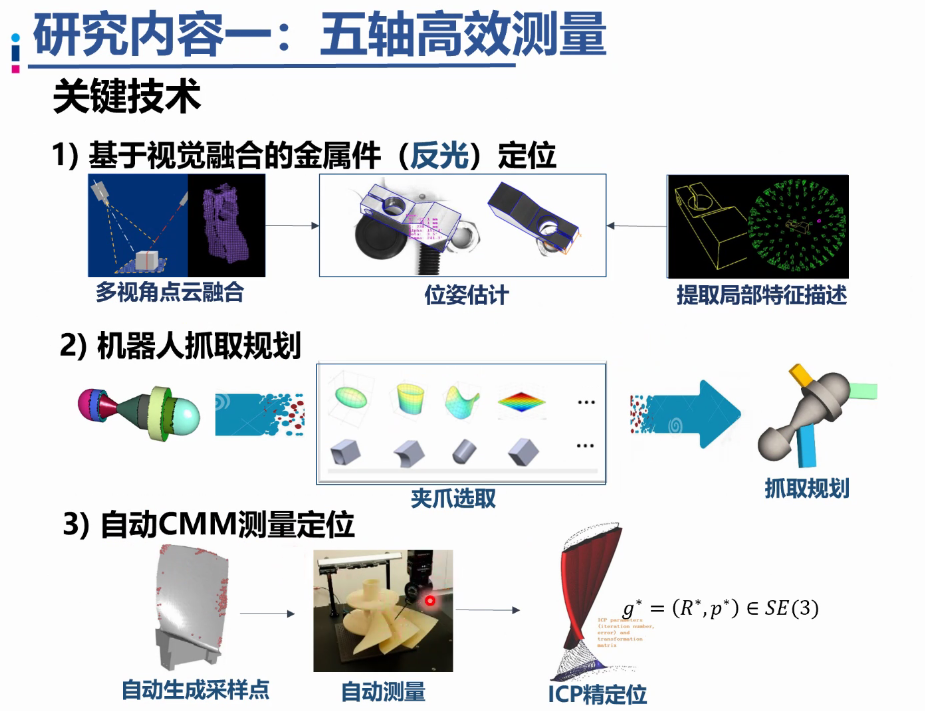 研究内容一：五轴高效测量
关键技术
1) 基于视觉融合的金属件（反光）定位
多视角点云融合
位姿估计
提取局部特征描述
2) 机器人抓取规划
...
...
夹爪选取
抓取规划
3) 自动CMM测量定位
g* = (R*, p*) ∈ SE(3)
ICP parameters
(iteration number,
error) and
transformation
matrix
自动生成采样点
自动测量
ICP精定位